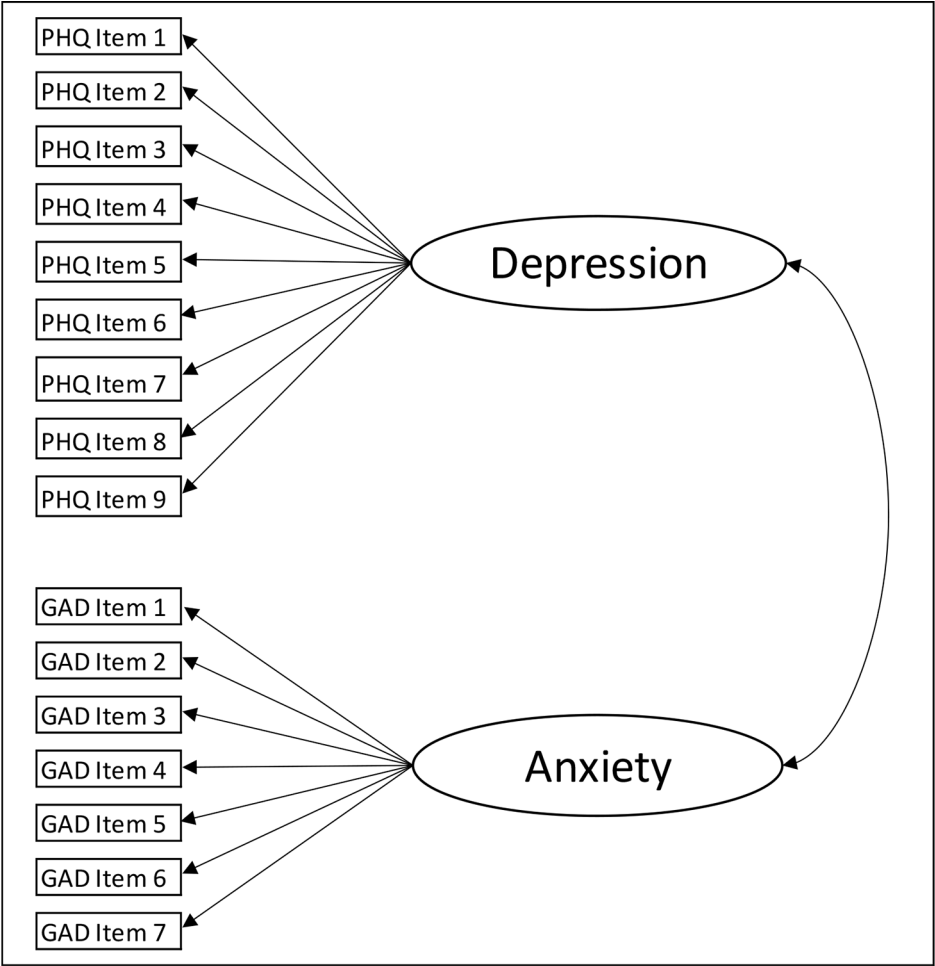 PHQ Item 1
PHQ Item 2
PHQ Item 3
PHQ Item 4
PHQ Item 5
PHQ Item 6
PHQ Item 7
PHQ Item 8
PHQ Item 9
Depression
GAD Item 1
GAD Item 2
GAD Item 3
GAD Item 4
GAD Item 5
GAD Item 6
GAD Item 7
Anxiety